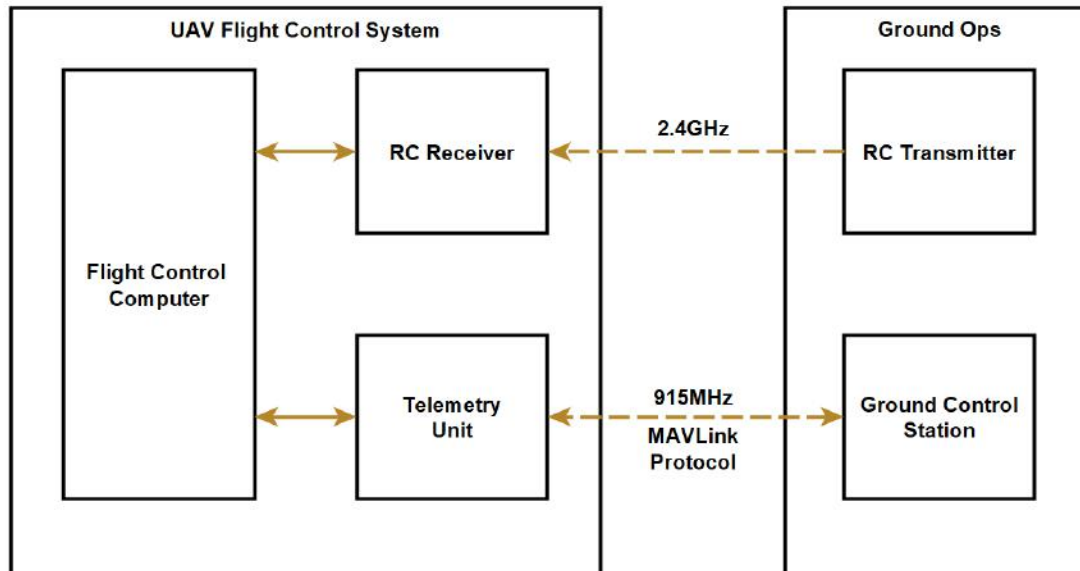 UAV Flight Control System
Ground Ops
Flight Control
Computer
RC Receiver
2.4GHz
RC Transmitter
Telemetry
Unit
915MHz
MAVLink
Protocol
Ground Control
Station